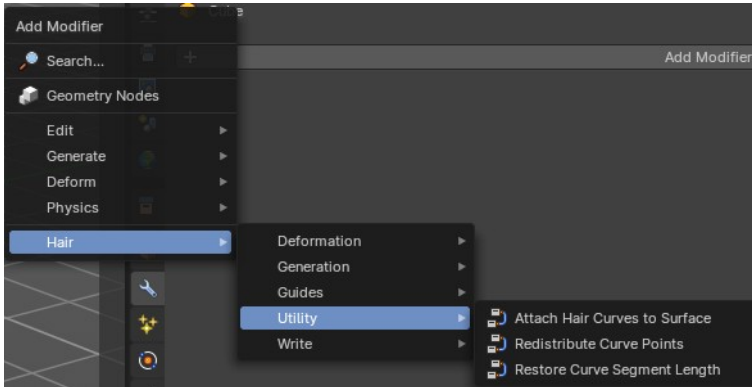 Cube
Add Modifier
Search...
Add Modifier
Geometry Nodes
Edit
Generate
Deform
Physics
Hair
Deformation
Generation
Guides
Utility
Write
Attach Hair Curves to Surface
Redistribute Curve Points
Restore Curve Segment Length